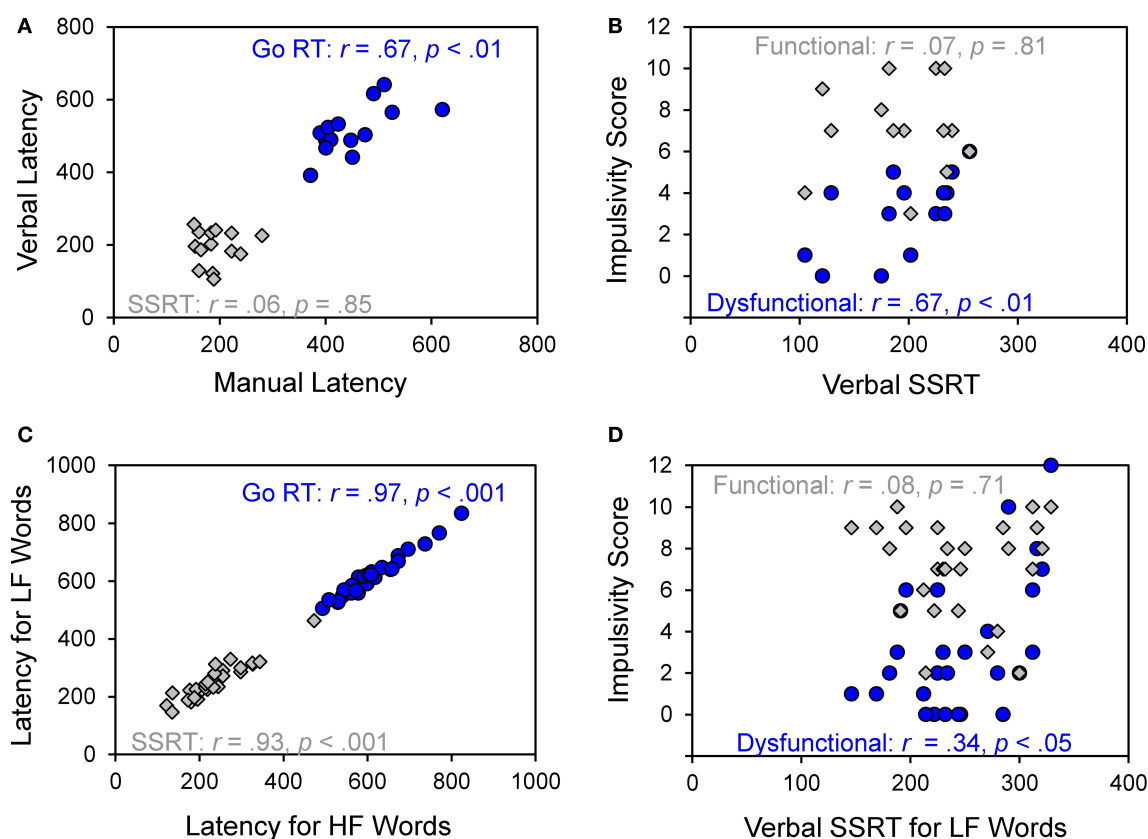 A
Verbal Latency
800
600
400
200
0
Go RT: r = .67, p < .01
SSRT: r = .06, p = .85
0 200 400 600 800
Manual Latency
B
Impulsivity Score
12
10
8
6
4
2
0
Functional: r = .07, p = .81
Dysfunctional: r = .67, p < .01
0 100 200 300 400
Verbal SSRT
C
Latency for LF Words
1000
800
600
400
200
0
Go RT: r = .97, p < .001
SSRT: r = .93, p < .001
0 200 400 600 800 1000
Latency for HF Words
D
Impulsivity Score
12
10
8
6
4
2
0
Functional: r = .08, p = .71
Dysfunctional: r = .34, p < .05
0 100 200 300 400
Verbal SSRT for LF Words